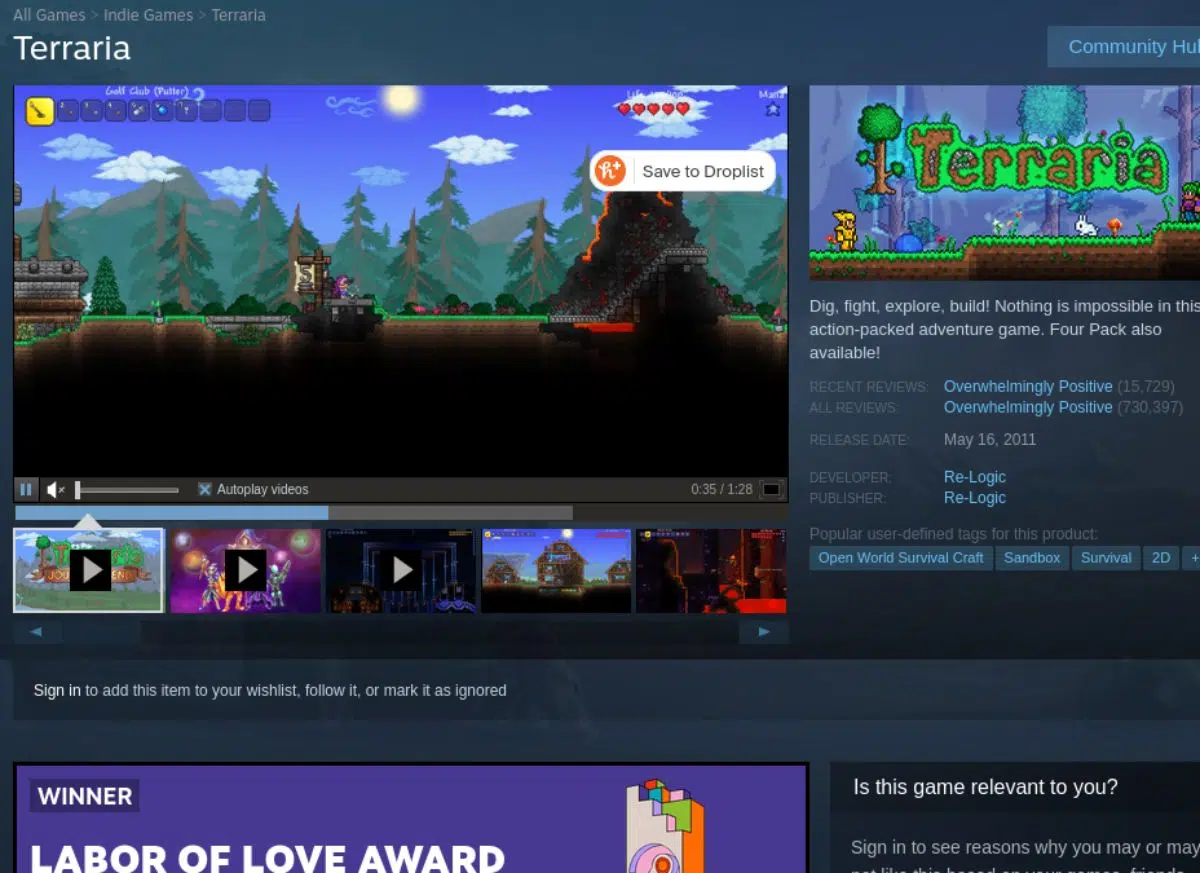 All Games > Indie Games > Terraria
Terraria
Community Hu
Golf Club (Putter)
Mana
Save to Droplist
Terraria
Dig, fight, explore, build! Nothing is impossible in this
action-packed adventure game. Four Pack also
available!
RECENT REVIEWS: Overwhelmingly Positive (15,729)
ALL REVIEWS: Overwhelmingly Positive (730,397)
RELEASE DATE: May 16, 2011
DEVELOPER: Re-Logic
PUBLISHER: Re-Logic
Popular user-defined tags for this product:
Open World Survival Craft Sandbox Survival 2D +
5
Autoplay videos
0:35 / 1:28
Sign in to add this item to your wishlist, follow it, or mark it as ignored
WINNER
LABOR OF LOVE AWARD
Is this game relevant to you?
Sign in to see reasons why you may or may